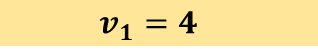 v₁ = 4